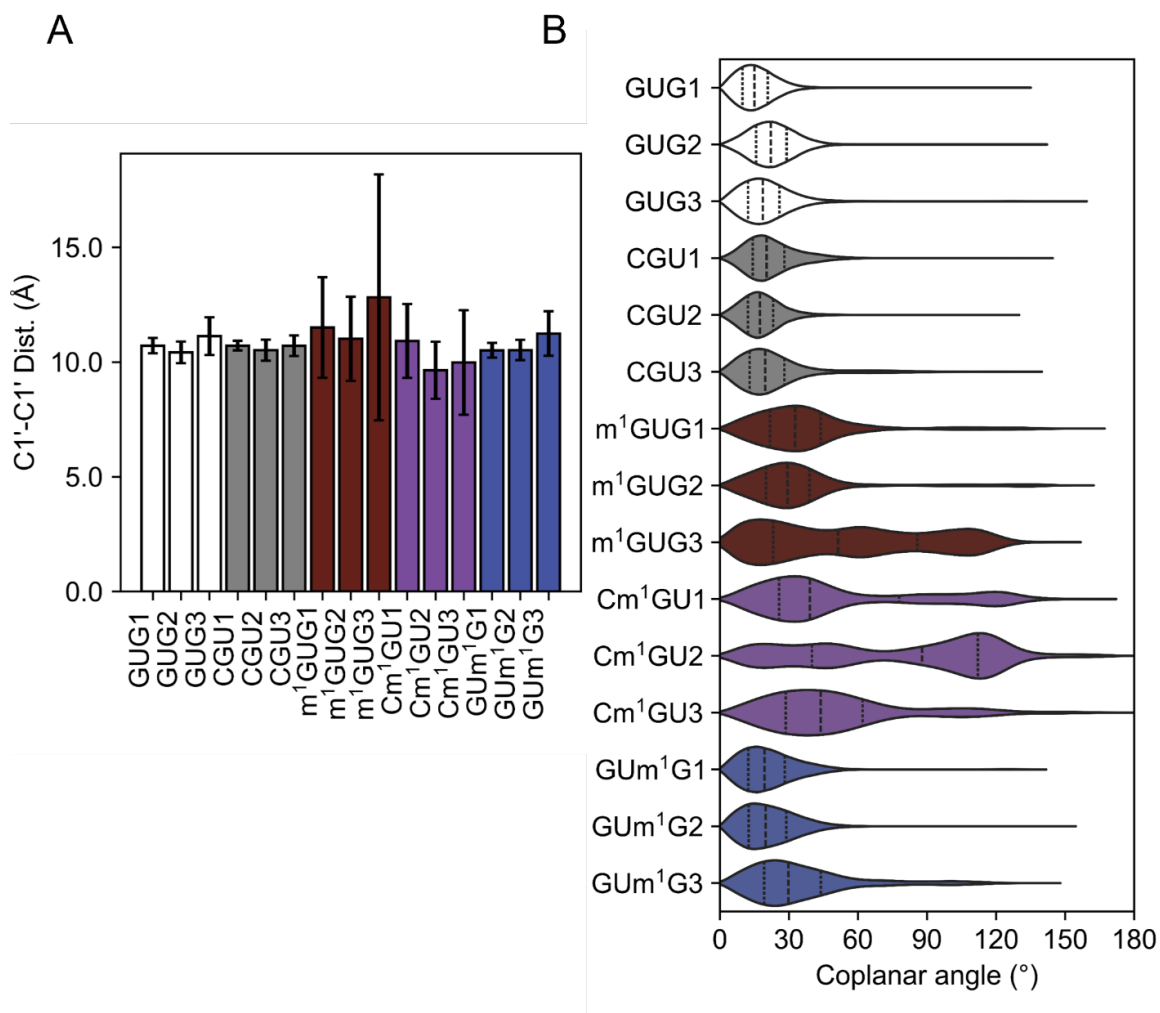 A
B
C1'-C1' Dist. (Å)
15.0
10.0
5.0
0.0
GUG1
GUG2
GUG3
CGU1
CGU2
CGU3
m¹GUG1
m¹GUG2
m¹GUG3
Cm¹GU1
Cm¹GU2
Cm¹GU3
GUm¹G1
GUm¹G2
GUm¹G3
GUG1
GUG2
GUG3
CGU1
CGU2
CGU3
m¹GUG1
m¹GUG2
m¹GUG3
Cm¹GU1
Cm¹GU2
Cm¹GU3
GUm¹G1
GUm¹G2
GUm¹G3
0 30 60 90 120 150 180
Coplanar angle (°)